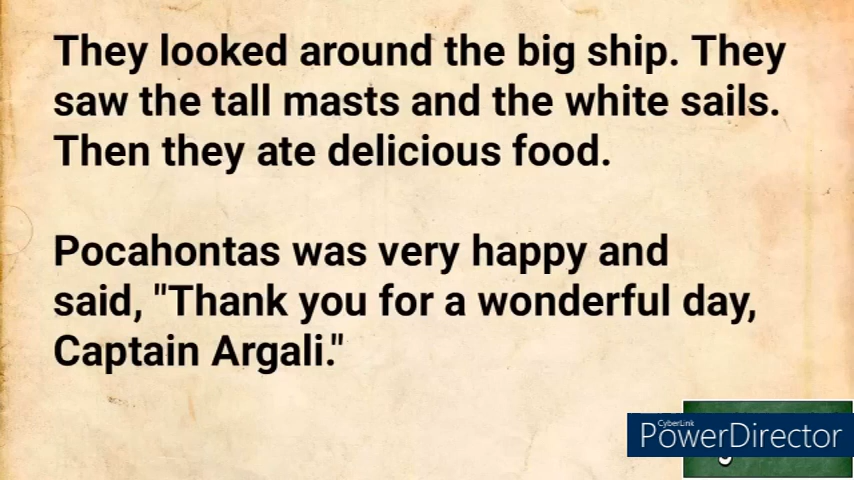 They looked around the big ship. They
saw the tall masts and the white sails.
Then they ate delicious food.
Pocahontas was very happy and
said, "Thank you for a wonderful day,
Captain Argali."
CyberLink
PowerDirector